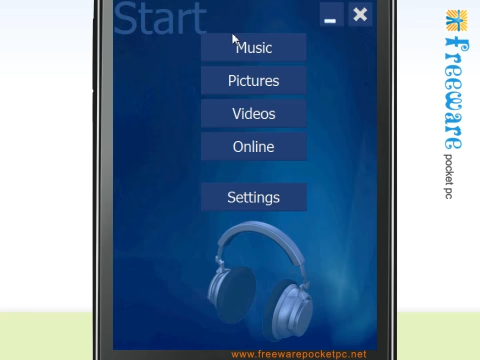 Start
Music
Pictures
Videos
Online
Settings
freeware
pocket pc
www.freewarepocketpc.net